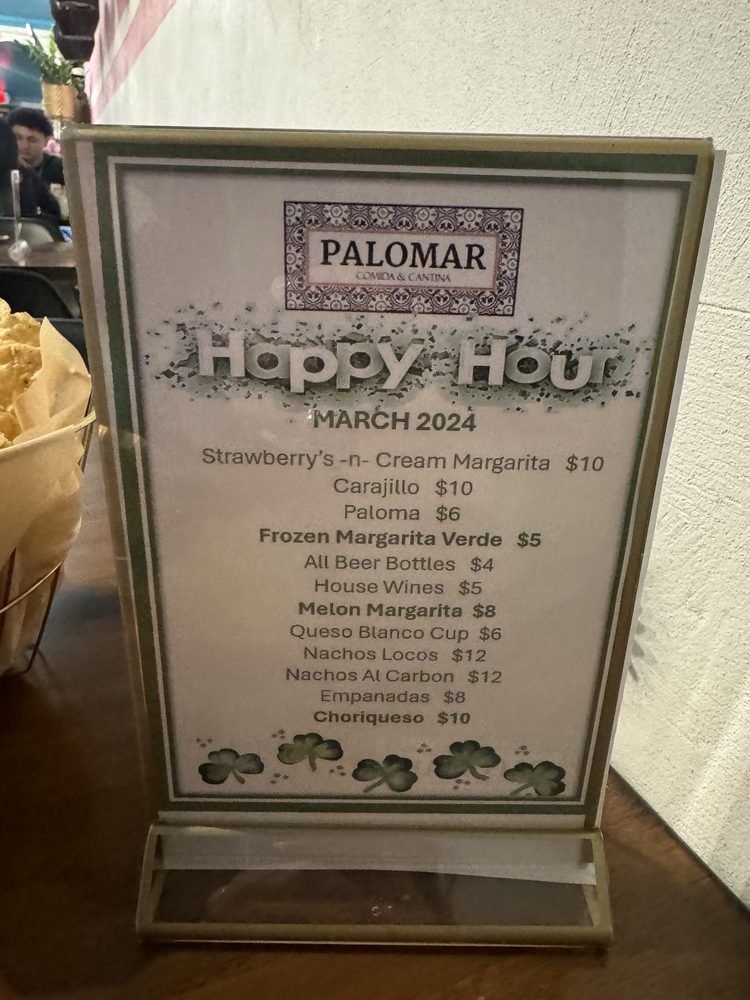 PALOMAR
COMIDA & CANTINA
Happy Hour
MARCH 2024
Strawberry's -n- Cream Margarita $10
Carajillo $10
Paloma $6
Frozen Margarita Verde $5
All Beer Bottles $4
House Wines $5
Melon Margarita $8
Queso Blanco Cup $6
Nachos Locos $12
Nachos Al Carbon $12
Empanadas $8
Choriqueso $10